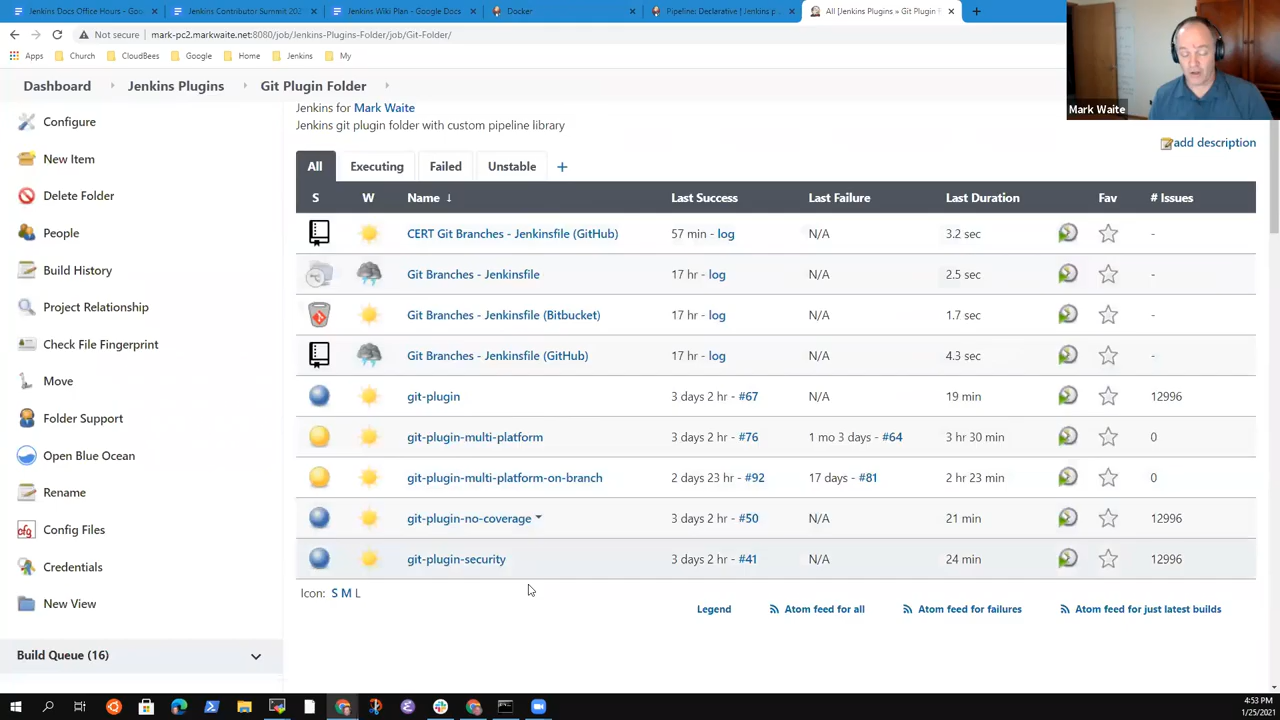 Jenkins Docs Office Hours - Goo
Jenkins Contributor Summit 202
Jenkins Wiki Plan - Google Docs
Docker
Pipeline: Declarative [ Jenkins p
All [Jenkins Plugins » Git Plugin F
Not secure | mark-pc2.markwaite.net:8080/job/Jenkins-Plugins-Folder/job/Git-Folder/
Apps Church CloudBees Google Home Jenkins My
Dashboard Jenkins Plugins Git Plugin Folder
Mark Waite
Jenkins for Mark Waite
Jenkins git plugin folder with custom pipeline library
add description
Configure
New Item
Delete Folder
People
Build History
Project Relationship
Check File Fingerprint
Move
Folder Support
Open Blue Ocean
Rename
cfg Config Files
Credentials
New View
Build Queue (16)
All Executing Failed Unstable +
S W Name ↓ Last Success Last Failure Last Duration Fav # Issues
CERT Git Branches - Jenkinsfile (GitHub) 57 min - log N/A 3.2 sec -
Git Branches - Jenkinsfile 17 hr - log N/A 2.5 sec -
Git Branches - Jenkinsfile (Bitbucket) 17 hr - log N/A 1.7 sec -
Git Branches - Jenkinsfile (GitHub) 17 hr - log N/A 4.3 sec -
git-plugin 3 days 2 hr - #67 N/A 19 min 12996
git-plugin-multi-platform 3 days 2 hr - #76 1 mo 3 days - #64 3 hr 30 min 0
git-plugin-multi-platform-on-branch 2 days 23 hr - #92 17 days - #81 2 hr 23 min 0
git-plugin-no-coverage 3 days 2 hr - #50 N/A 21 min 12996
git-plugin-security 3 days 2 hr - #41 N/A 24 min 12996
Icon: S M L
Legend Atom feed for all Atom feed for failures Atom feed for just latest builds
4:53 PM
1/25/2021